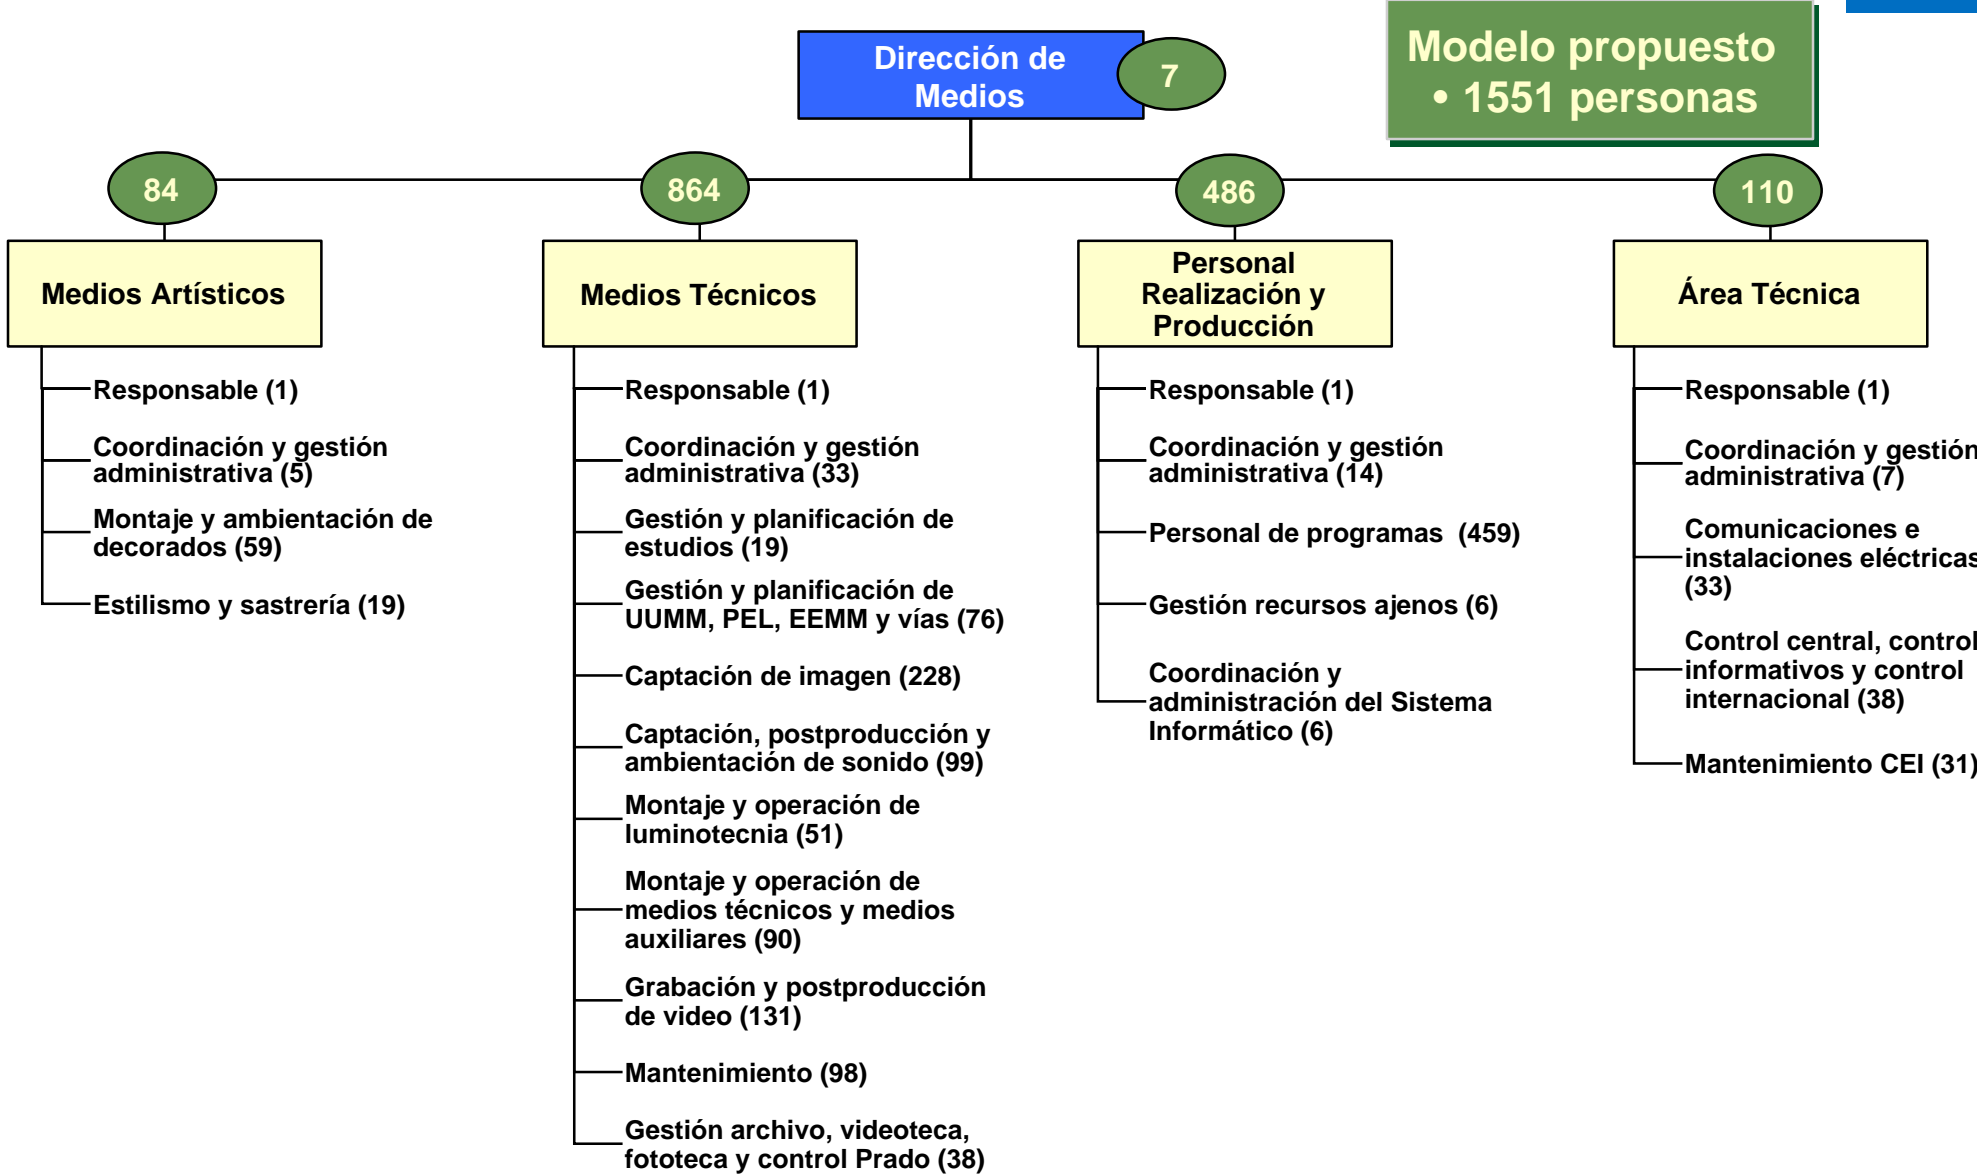 Dirección de
Medios
7
Modelo propuesto
• 1551 personas
84
864
486
110
Medios Artísticos
Responsable (1)
Coordinación y gestión
administrativa (5)
Montaje y ambientación de
decorados (59)
Estilismo y sastrería (19)
Medios Técnicos
Responsable (1)
Coordinación y gestión
administrativa (33)
Gestión y planificación de
estudios (19)
Gestión y planificación de
UUMM, PEL, EEMM y vías (76)
Captación de imagen (228)
Captación, postproducción y
ambientación de sonido (99)
Montaje y operación de
luminotecnia (51)
Montaje y operación de
medios técnicos y medios
auxiliares (90)
Grabación y postproducción
de video (131)
Mantenimiento (98)
Gestión archivo, videoteca,
fototeca y control Prado (38)
Personal
Realización y
Producción
Responsable (1)
Coordinación y gestión
administrativa (14)
Personal de programas (459)
Gestión recursos ajenos (6)
Coordinación y
administración del Sistema
Informático (6)
Área Técnica
Responsable (1)
Coordinación y gestión
administrativa (7)
Comunicaciones e
instalaciones eléctricas
(33)
Control central, control
informativos y control
internacional (38)
Mantenimiento CEI (31)